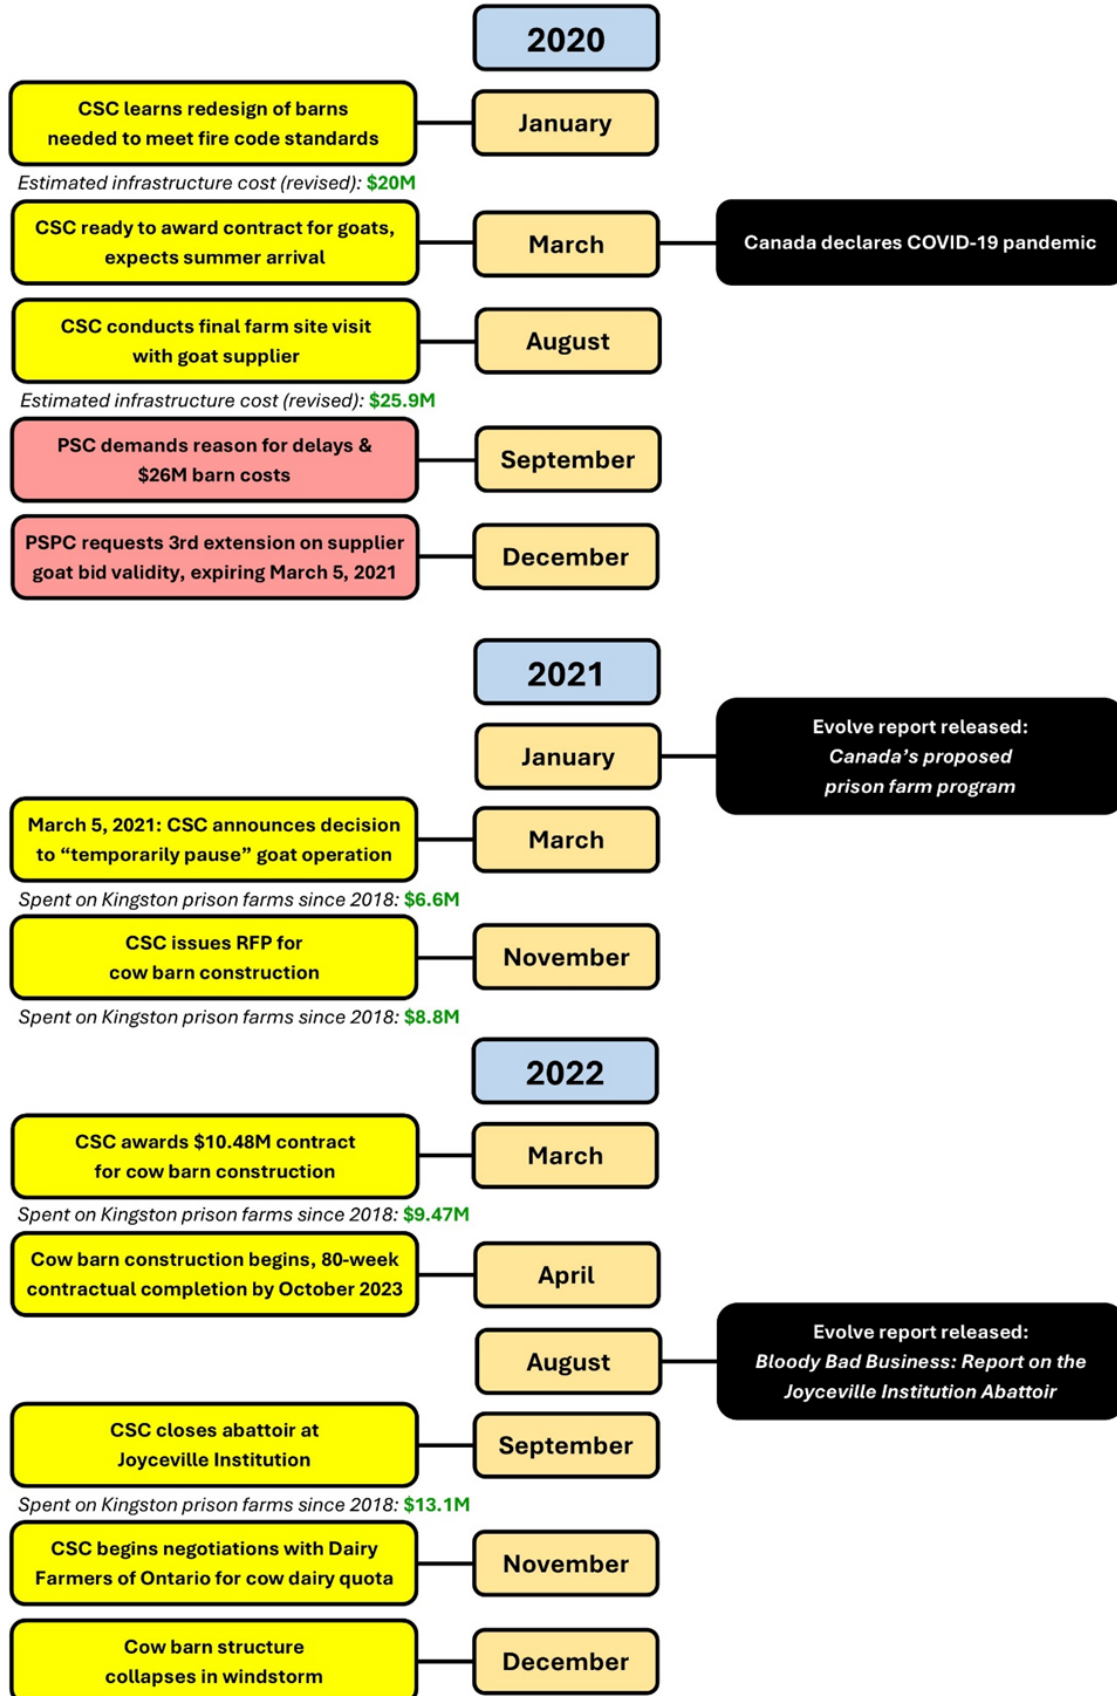 2020
CSC learns redesign of barns
needed to meet fire code standards
January
Estimated infrastructure cost (revised): $20M
CSC ready to award contract for goats,
expects summer arrival
March
Canada declares COVID-19 pandemic
CSC conducts final farm site visit
with goat supplier
August
Estimated infrastructure cost (revised): $25.9M
PSC demands reason for delays &
$26M barn costs
September
PSPC requests 3rd extension on supplier
goat bid validity, expiring March 5, 2021
December
2021
January
Evolve report released:
Canada’s proposed
prison farm program
March 5, 2021: CSC announces decision
to “temporarily pause” goat operation
March
Spent on Kingston prison farms since 2018: $6.6M
CSC issues RFP for
cow barn construction
November
Spent on Kingston prison farms since 2018: $8.8M
2022
CSC awards $10.48M contract
for cow barn construction
March
Spent on Kingston prison farms since 2018: $9.47M
Cow barn construction begins, 80-week
contractual completion by October 2023
April
August
Evolve report released:
Bloody Bad Business: Report on the
Joyceville Institution Abattoir
CSC closes abattoir at
Joyceville Institution
September
Spent on Kingston prison farms since 2018: $13.1M
CSC begins negotiations with Dairy
Farmers of Ontario for cow dairy quota
November
Cow barn structure
collapses in windstorm
December